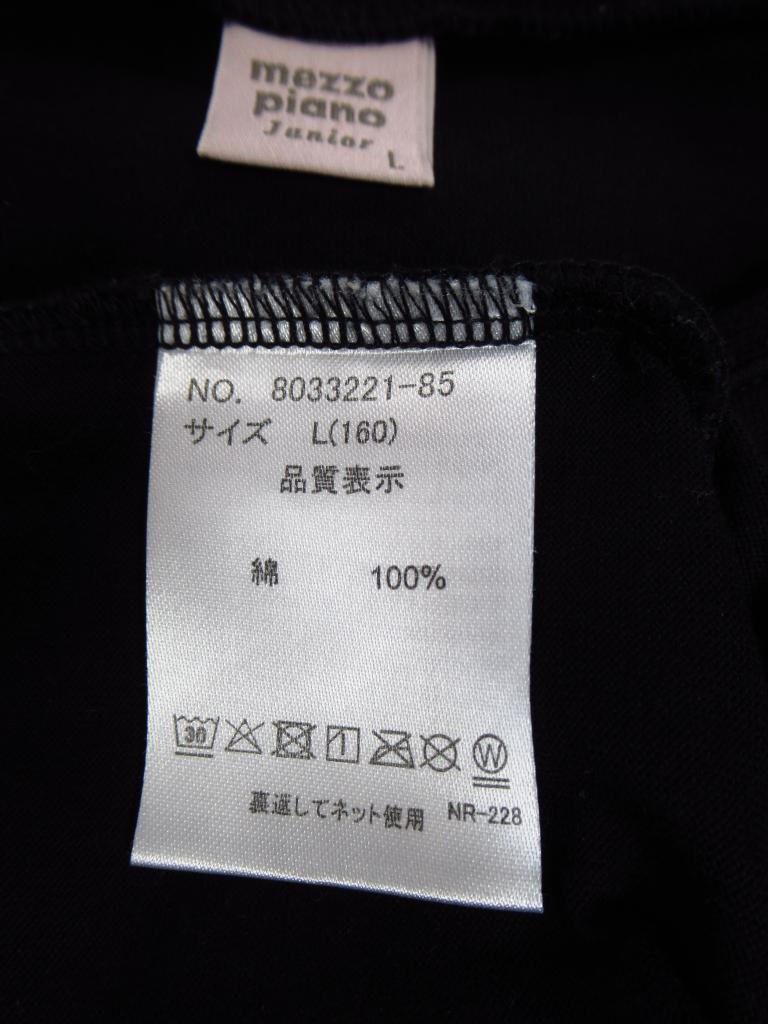 mezzo
piano
Junior
L
NO. 8033221-85
サイズ L(160)
品質表示
綿 100%
30
W
裏返してネット使用 NR-228